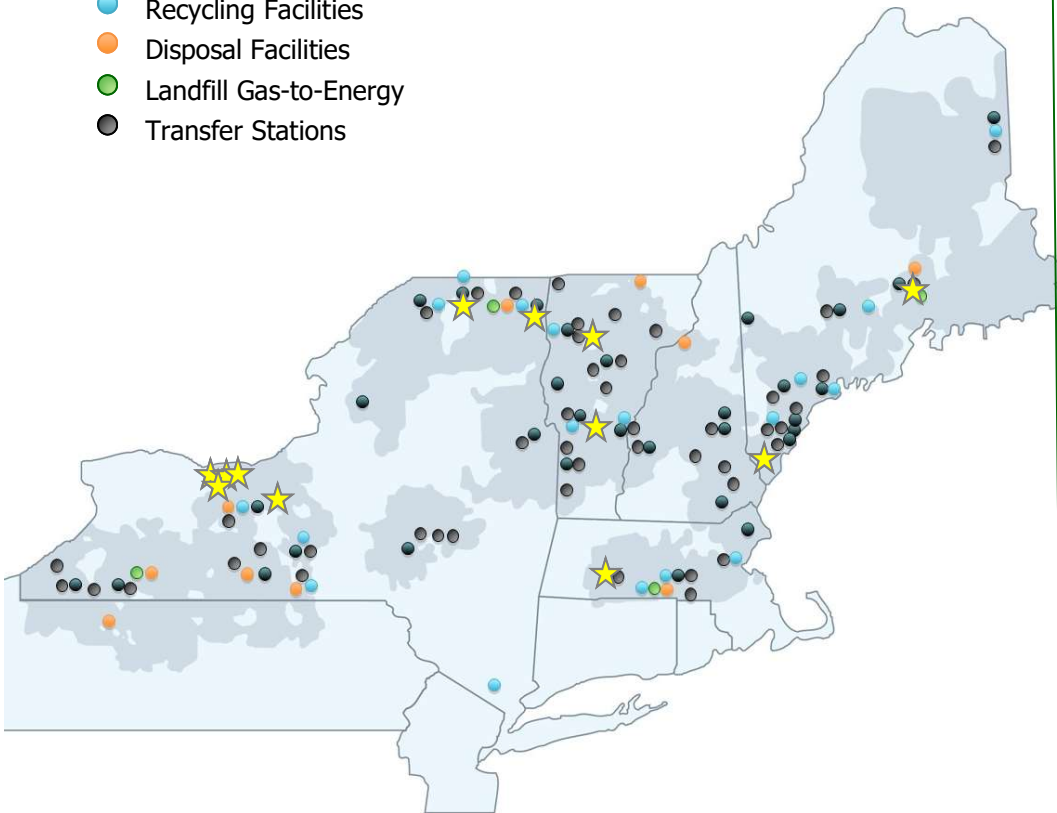 Recycling Facilities
Disposal Facilities
Landfill Gas-to-Energy
Transfer Stations